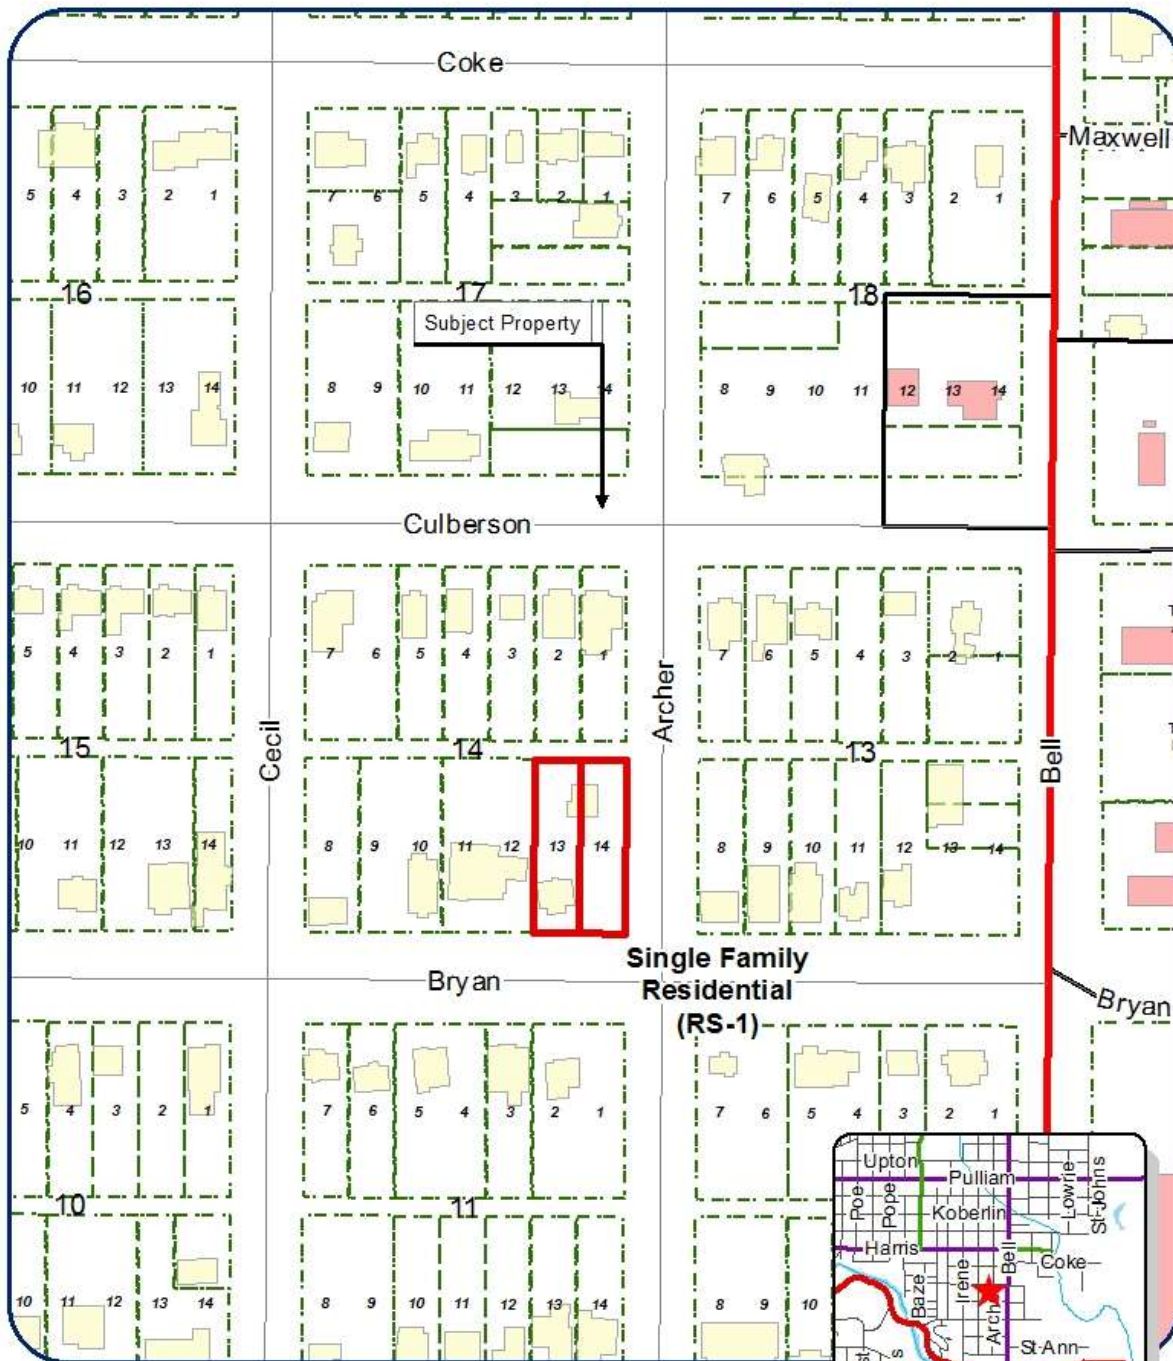 Coke
Maxwell
5 4 3 2 1
7 6 5 4 3 2 1
7 6 5 4 3 2 1
16
17
18
Subject Property
10 11 12 13 14
8 9 10 11 12 13 14
8 9 10 11 12 13 14
Culberson
5 4 3 2 1
7 6 5 4 3 2 1
7 6 5 4 3 2 1
Cecil
Archer
Bell
15
14
13
10 11 12 13 14
8 9 10 11 12 13 14
8 9 10 11 12 13 14
Single Family
Residential
(RS-1)
Bryan
Bryan
5 4 3 2 1
7 6 5 4 3 2 1
7 6 5 4 3 2 1
10
11
10 11 12 13 14
8 9 10 11 12 13 14
8 9 10
Upton
Pulliam
Poe
Pope
Koberlin
Lowrie
St Johns
Harris
Bell
Coke
Baze
Irene
Arch
St Ann